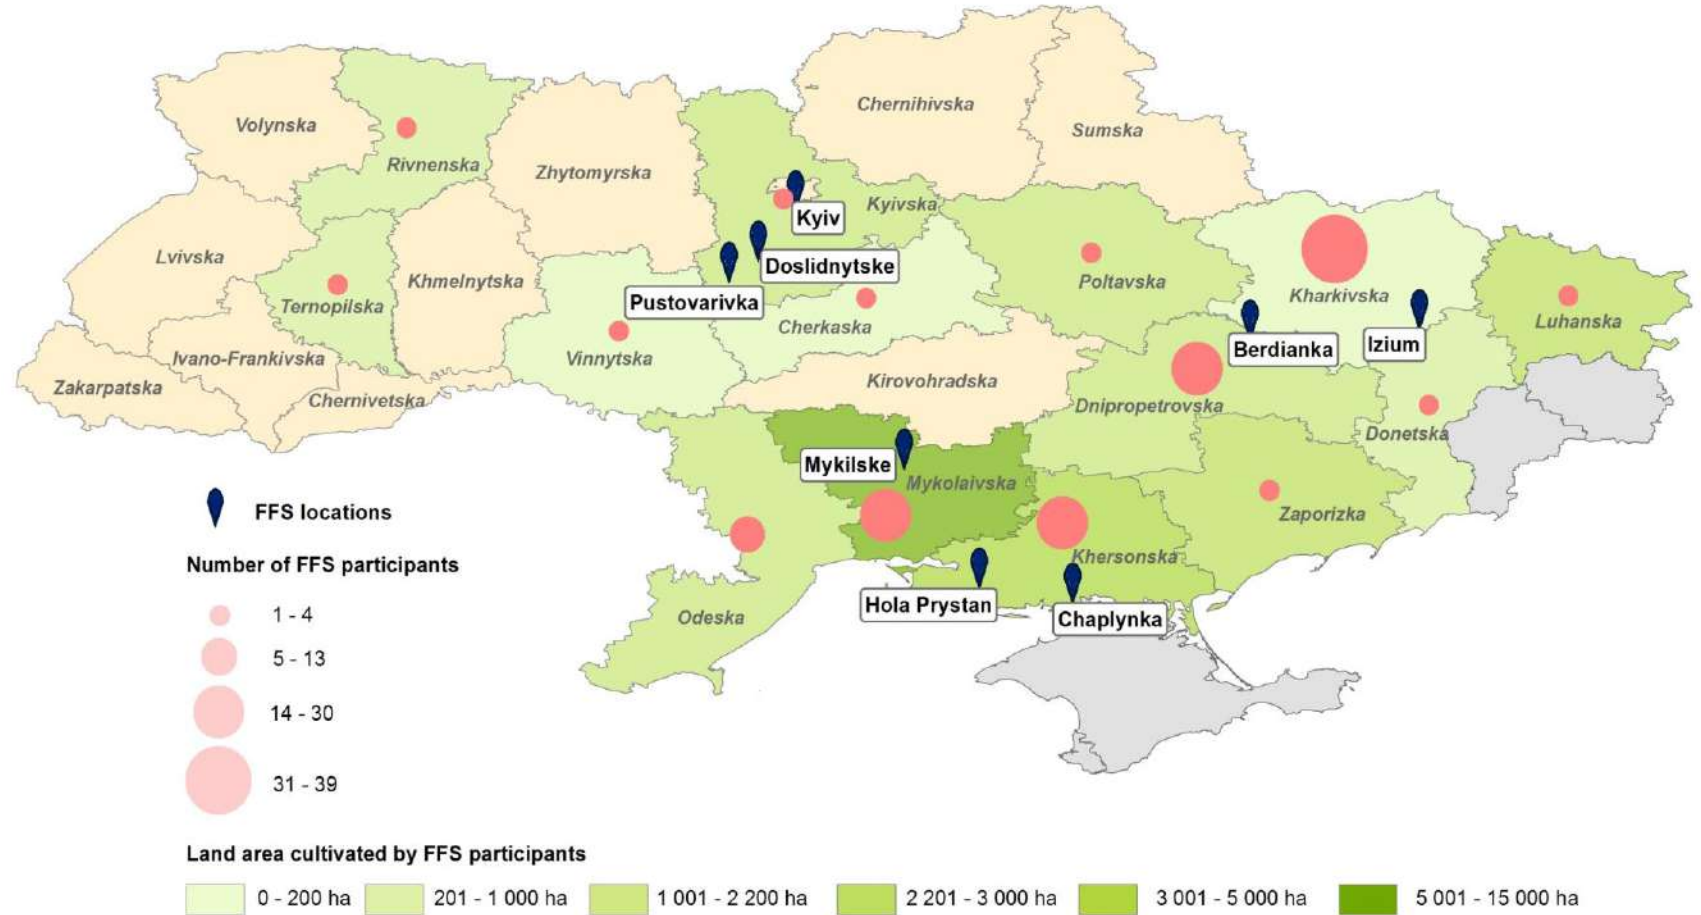 Chernihivska
Volynska
Sumska
Rivnenska
Zhytomyrska
Kyivska
Kyiv
Lvivska
Doslidnytske
Khmelnytska
Poltavska
Kharkivska
Ternopilska
Pustovarivka
Luhanska
Cherkaska
Berdianka
Izium
Ivano-Frankivska
Vinnytska
Zakarpatska
Kirovohradska
Chernivetska
Dnipropetrovska
Donetska
Mykilske
Mykolaivska
FFS locations
Zaporizka
Khersonska
Number of FFS participants
Hola Prystan
Chaplynka
Odeska
1 - 4
5 - 13
14 - 30
31 - 39
Land area cultivated by FFS participants
0 - 200 ha 201 - 1 000 ha 1 001 - 2 200 ha 2 201 - 3 000 ha 3 001 - 5 000 ha 5 001 - 15 000 ha